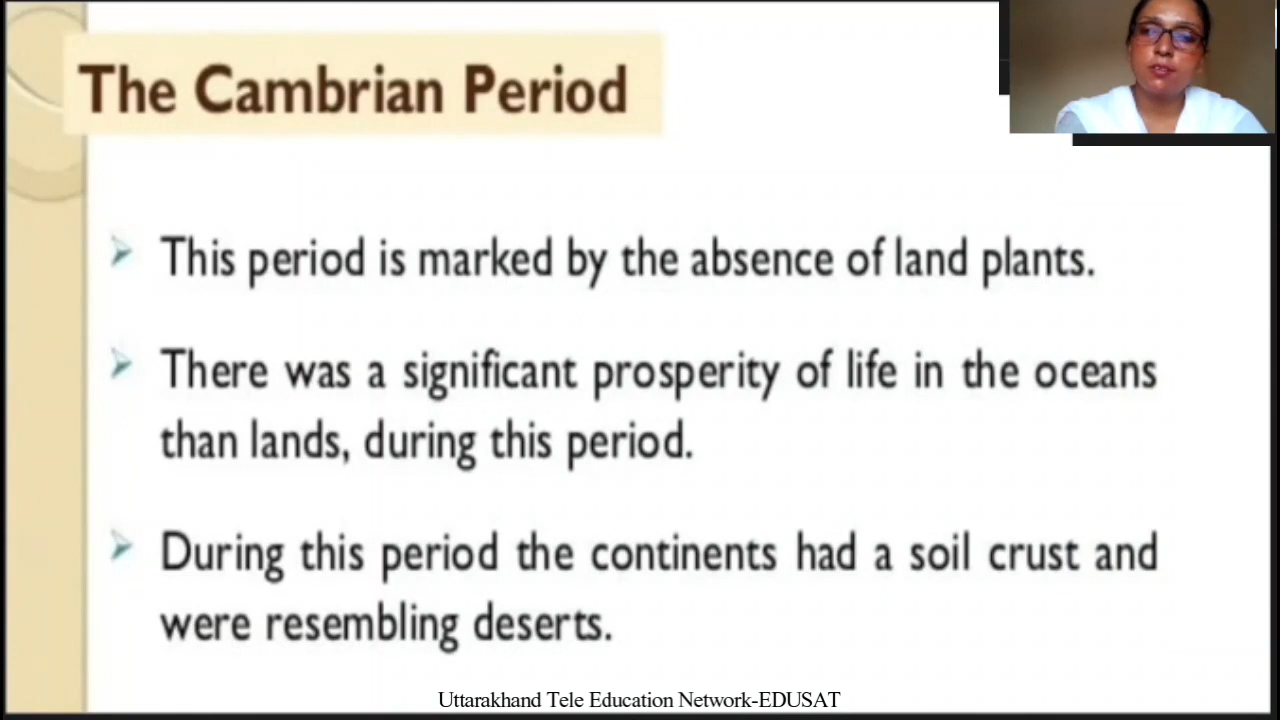 The Cambrian Period
This period is marked by the absence of land plants.
There was a significant prosperity of life in the oceans
than lands, during this period.
During this period the continents had a soil crust and
were resembling deserts.
Uttarakhand Tele Education Network-EDUSAT